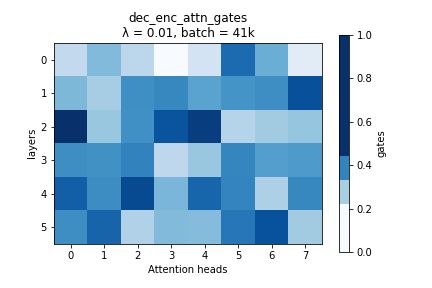 dec_enc_attn_gates
λ = 0.01, batch = 41k
layers
0
1
2
3
4
5
0 1 2 3 4 5 6 7
Attention heads
1.0
0.8
0.6
0.4
0.2
0.0
gates